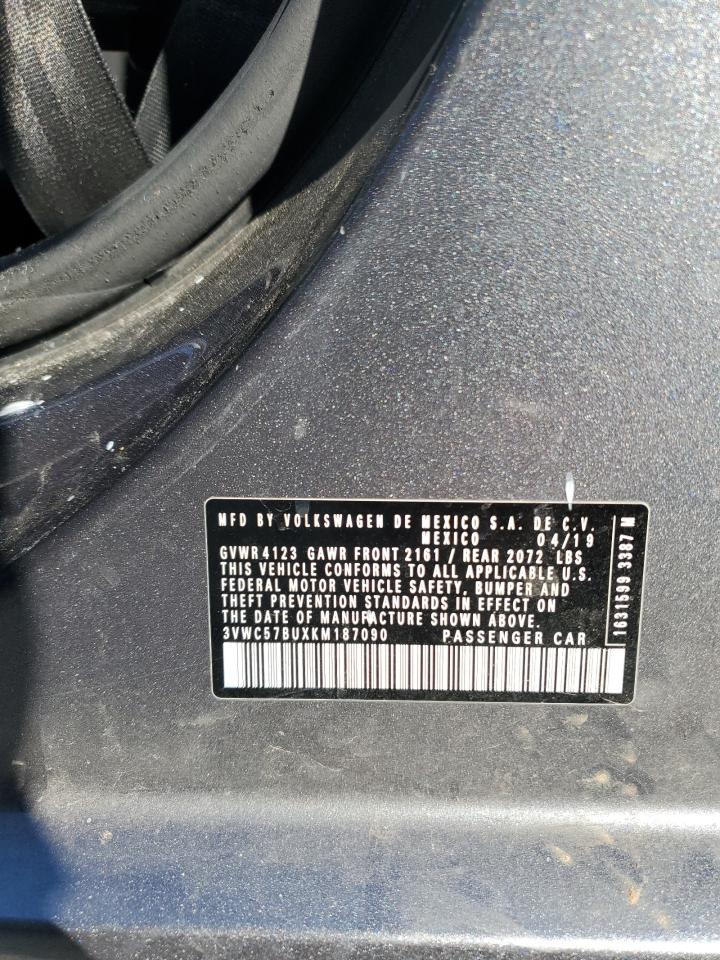 MFD BY VOLKSWAGEN DE MEXICO S.A. DE C.V.
MEXICO 04/19
GVWR 4123 GAWR FRONT 2161 / REAR 2072 LBS
THIS VEHICLE CONFORMS TO ALL APPLICABLE U.S.
FEDERAL MOTOR VEHICLE SAFETY, BUMPER AND
THEFT PREVENTION STANDARDS IN EFFECT ON
THE DATE OF MANUFACTURE SHOWN ABOVE.
3VWC57BUXKM187090 PASSENGER CAR
1631599 3387 M